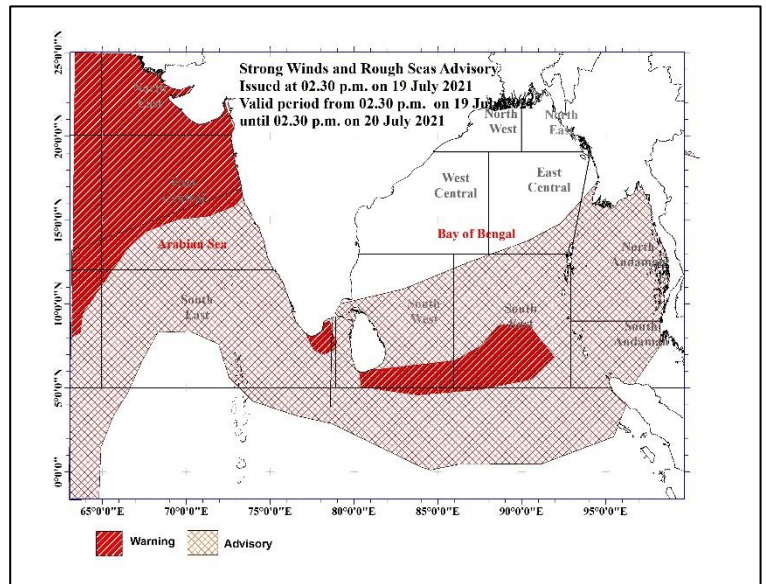 Strong Winds and Rough Seas Advisory
Issued at 02.30 p.m. on 19 July 2021
Valid period from 02.30 p.m. on 19 July 2021
until 02.30 p.m. on 20 July 2021
25°0'0"N
20°0'0"N
15°0'0"N
10°0'0"N
5°0'0"N
0°0'0"
North
East
North
West
North
East
West
Central
East
Central
Arabian Sea
Bay of Bengal
North
Andaman
South
East
South
West
South
East
South
Andaman
65°0'0"E
70°0'0"E
75°0'0"E
80°0'0"E
85°0'0"E
90°0'0"E
95°0'0"E
Warning
Advisory